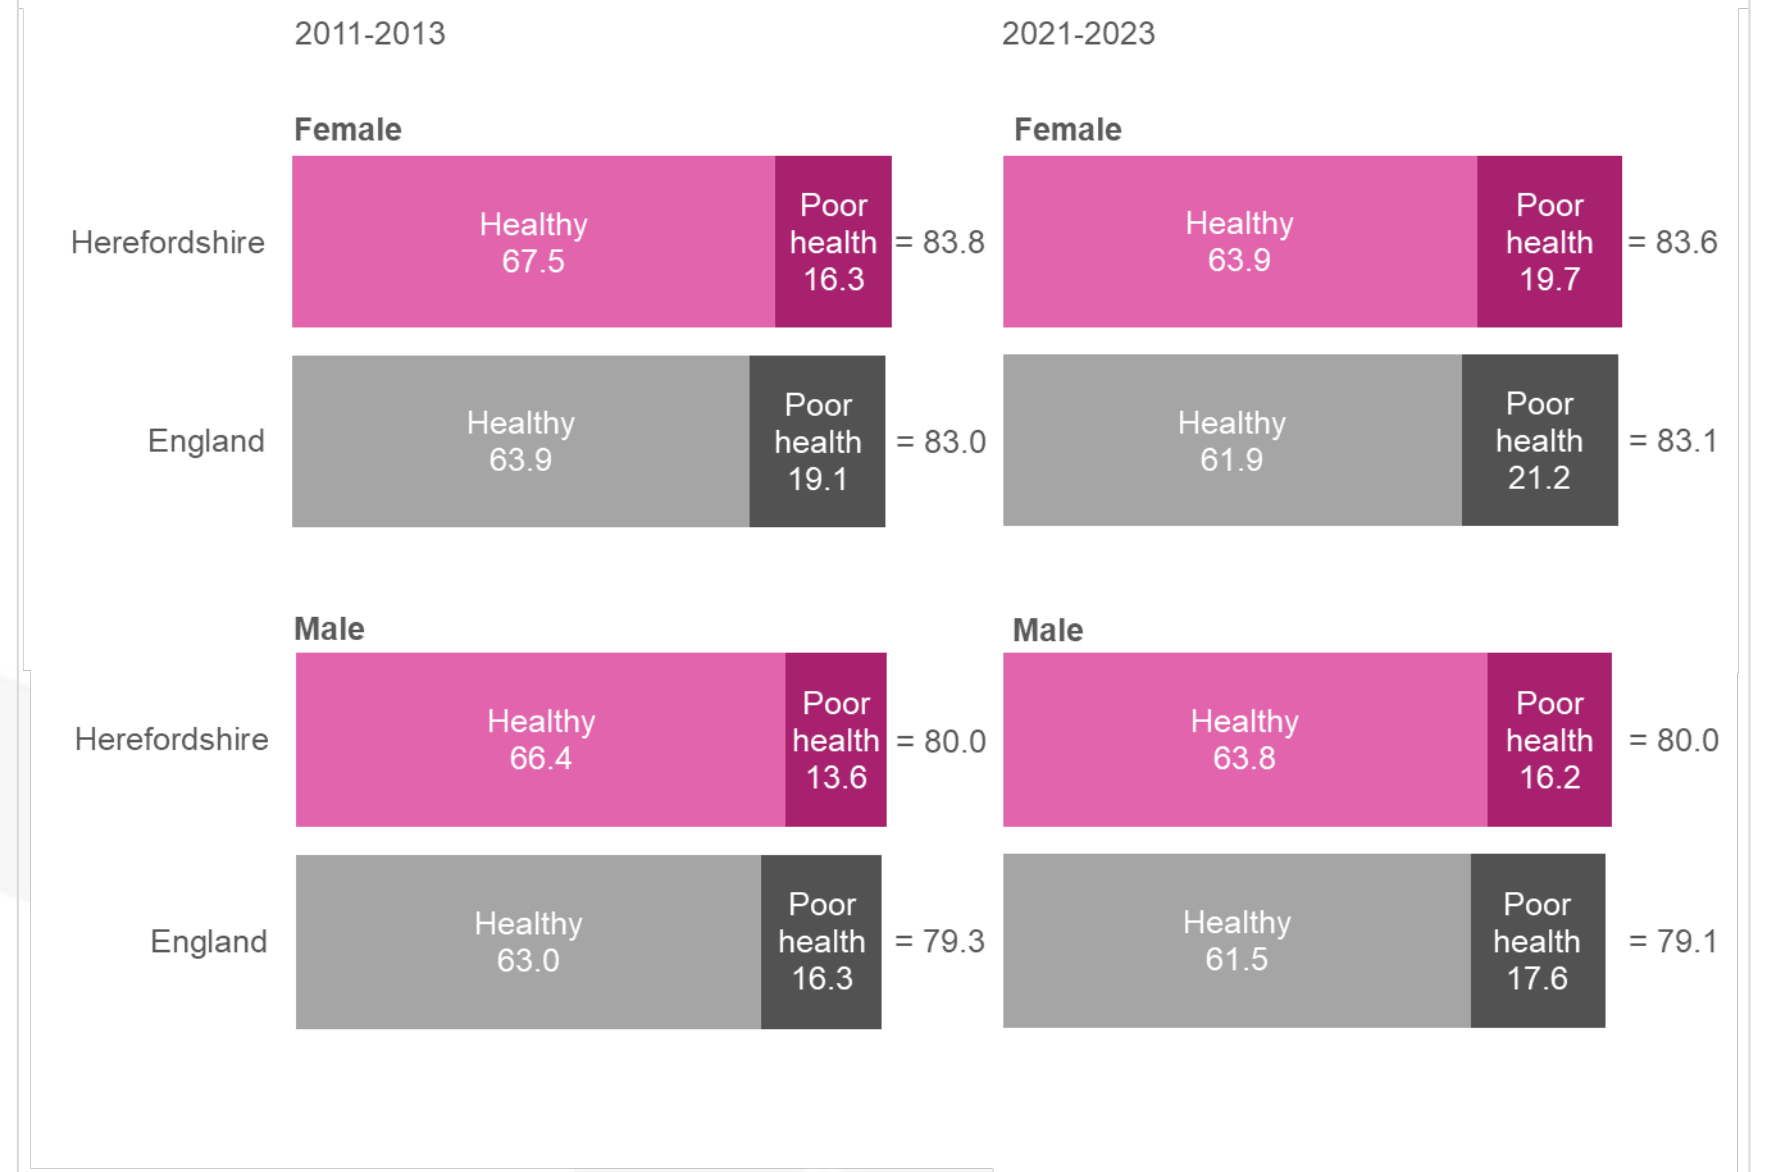 2011-2013
2021-2023
Female
Female
Herefordshire
Healthy
67.5
Poor
health
16.3
= 83.8
Healthy
63.9
Poor
health
19.7
= 83.6
England
Healthy
63.9
Poor
health
19.1
= 83.0
Healthy
61.9
Poor
health
21.2
= 83.1
Male
Male
Herefordshire
Healthy
66.4
Poor
health
13.6
= 80.0
Healthy
63.8
Poor
health
16.2
= 80.0
England
Healthy
63.0
Poor
health
16.3
= 79.3
Healthy
61.5
Poor
health
17.6
= 79.1